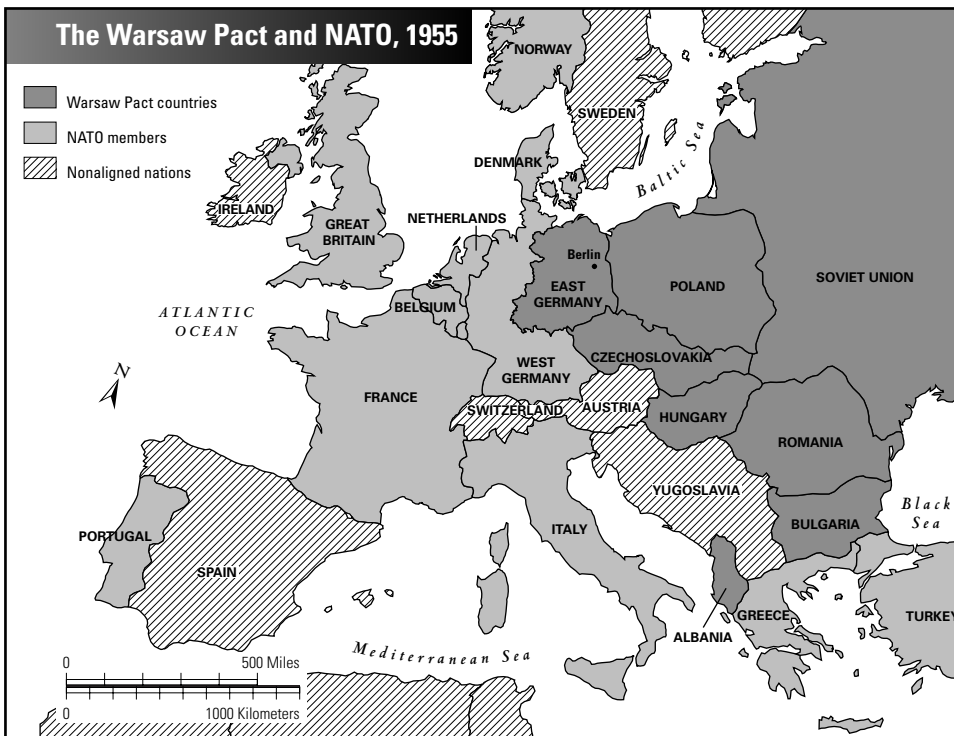 The Warsaw Pact and NATO, 1955
Warsaw Pact countries
NATO members
Nonaligned nations
NORWAY
SWEDEN
Baltic Sea
DENMARK
IRELAND
GREAT
BRITAIN
NETHERLANDS
Berlin
EAST
GERMANY
POLAND
SOVIET UNION
ATLANTIC
OCEAN
BELGIUM
N
WEST
GERMANY
CZECHOSLOVAKIA
FRANCE
SWITZERLAND
AUSTRIA
HUNGARY
ROMANIA
YUGOSLAVIA
Black
Sea
BULGARIA
PORTUGAL
SPAIN
ITALY
ALBANIA
GREECE
TURKEY
Mediterranean Sea
0 500 Miles
0 1000 Kilometers